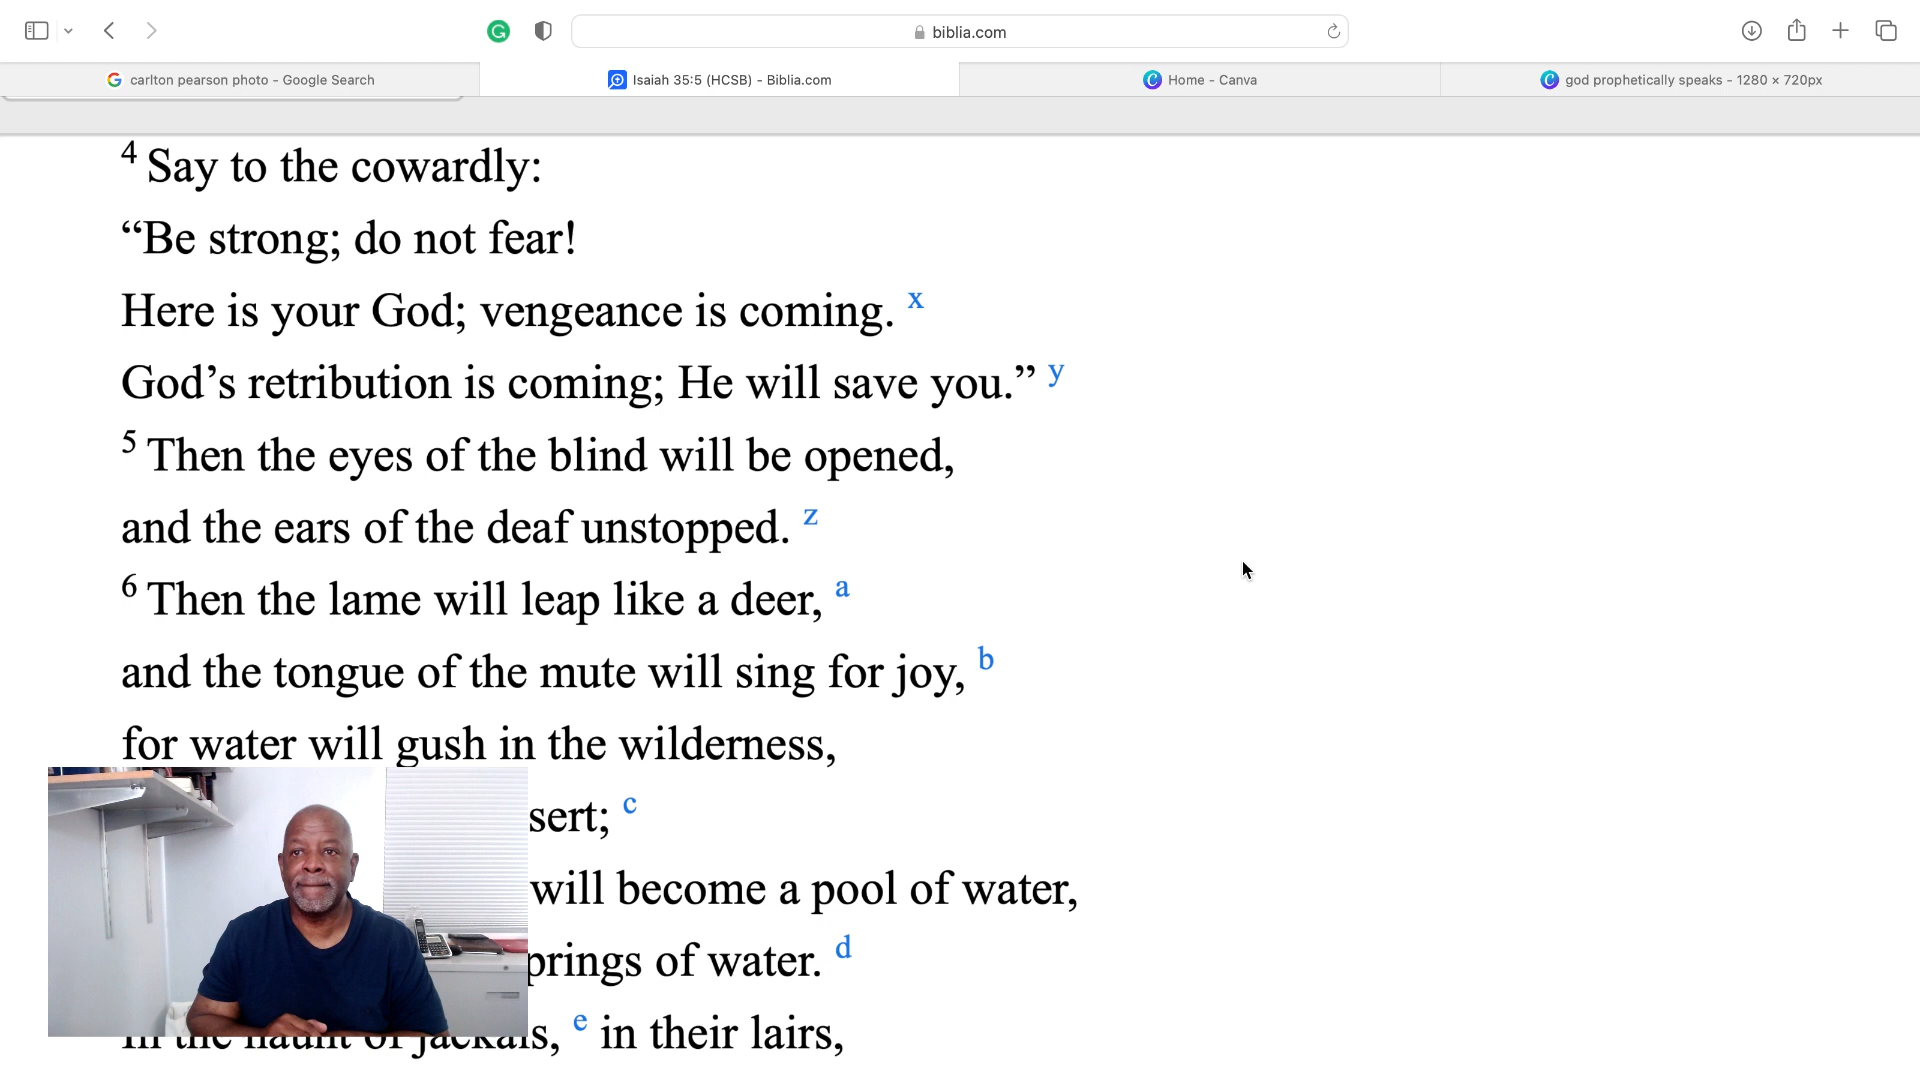 biblia.com
carlton pearson photo - Google Search
Isaiah 35:5 (HCSB) - Biblia.com
Home - Canva
god prophetically speaks - 1280 × 720px
4 Say to the cowardly:
“Be strong; do not fear!
Here is your God; vengeance is coming. x
God’s retribution is coming; He will save you.” y
5 Then the eyes of the blind will be opened,
and the ears of the deaf unstopped. z
6 Then the lame will leap like a deer, a
and the tongue of the mute will sing for joy, b
for water will gush in the wilderness,
sert; c
will become a pool of water,
prings of water. d
in the haunt of jackals, e in their lairs,